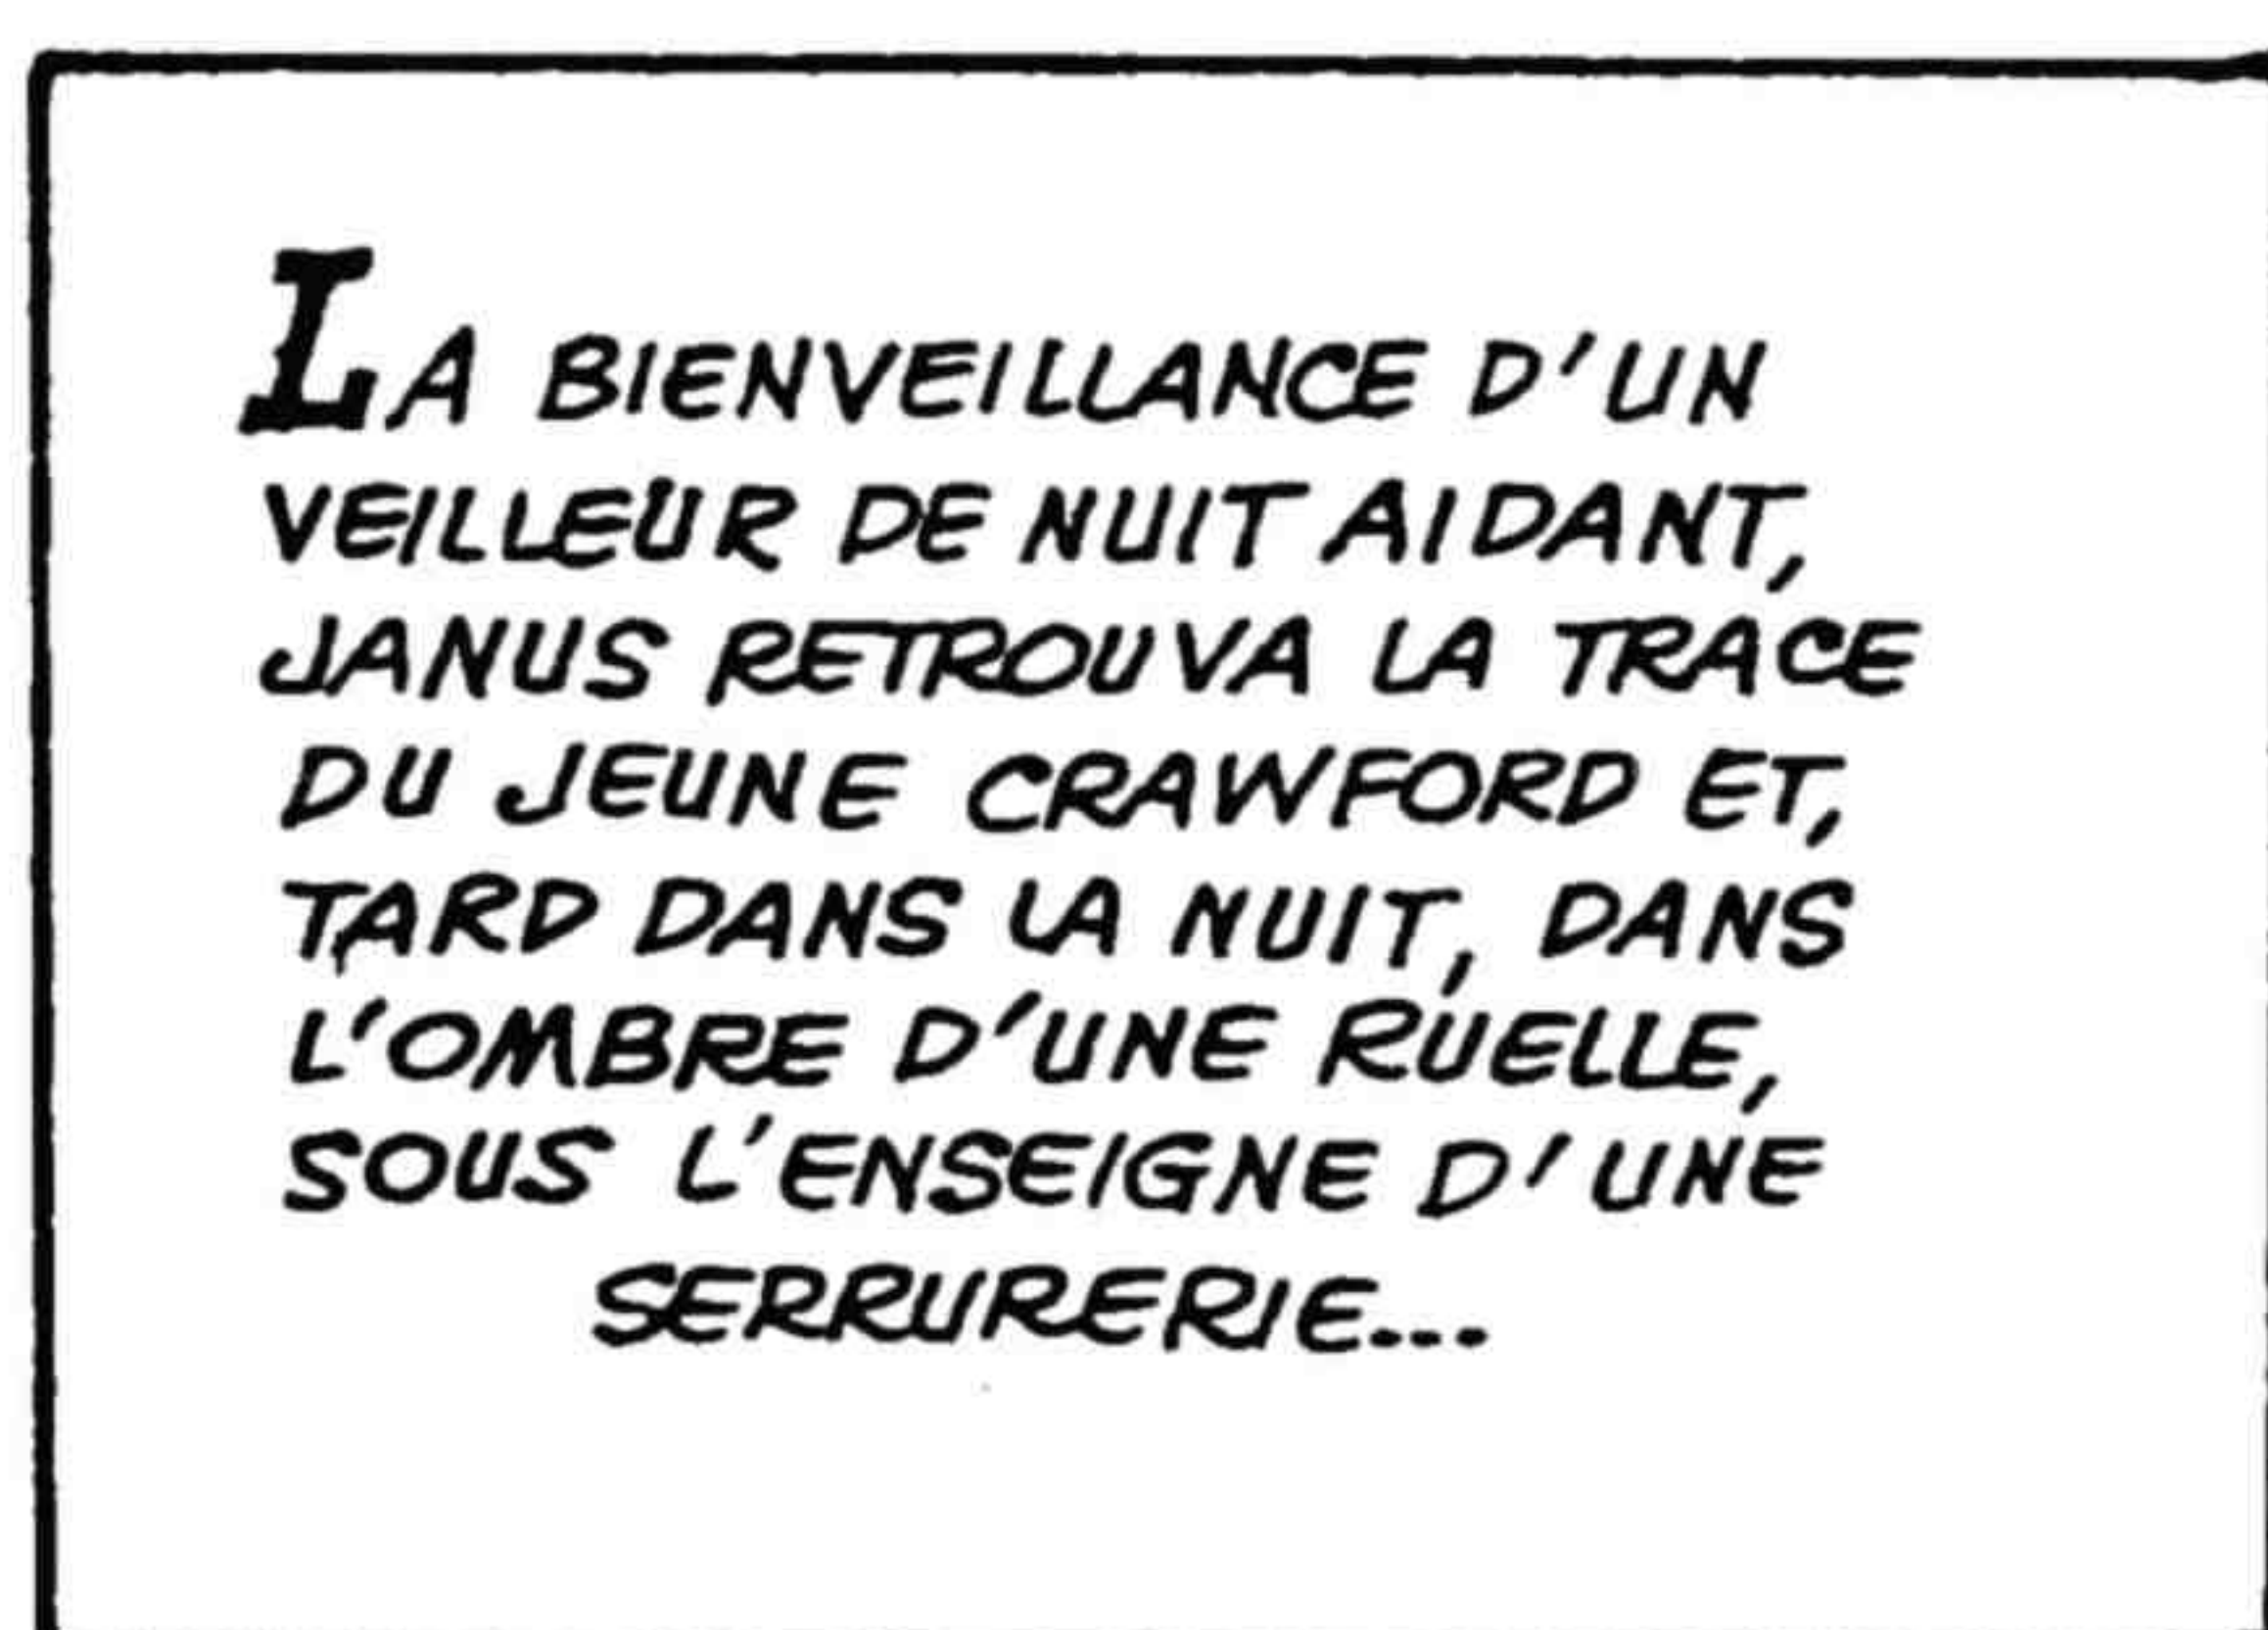 LA BIENVEILLANCE D'UN
VEILLEUR DE NUIT AIDANT,
JANUS RETROUVA LA TRACE
DU JEUNE CRAWFORD ET,
TARD DANS LA NUIT, DANS
L'OMBRE D'UNE RUELLE,
SOUS L'ENSEIGNE D'UNE
SERRURERIE...